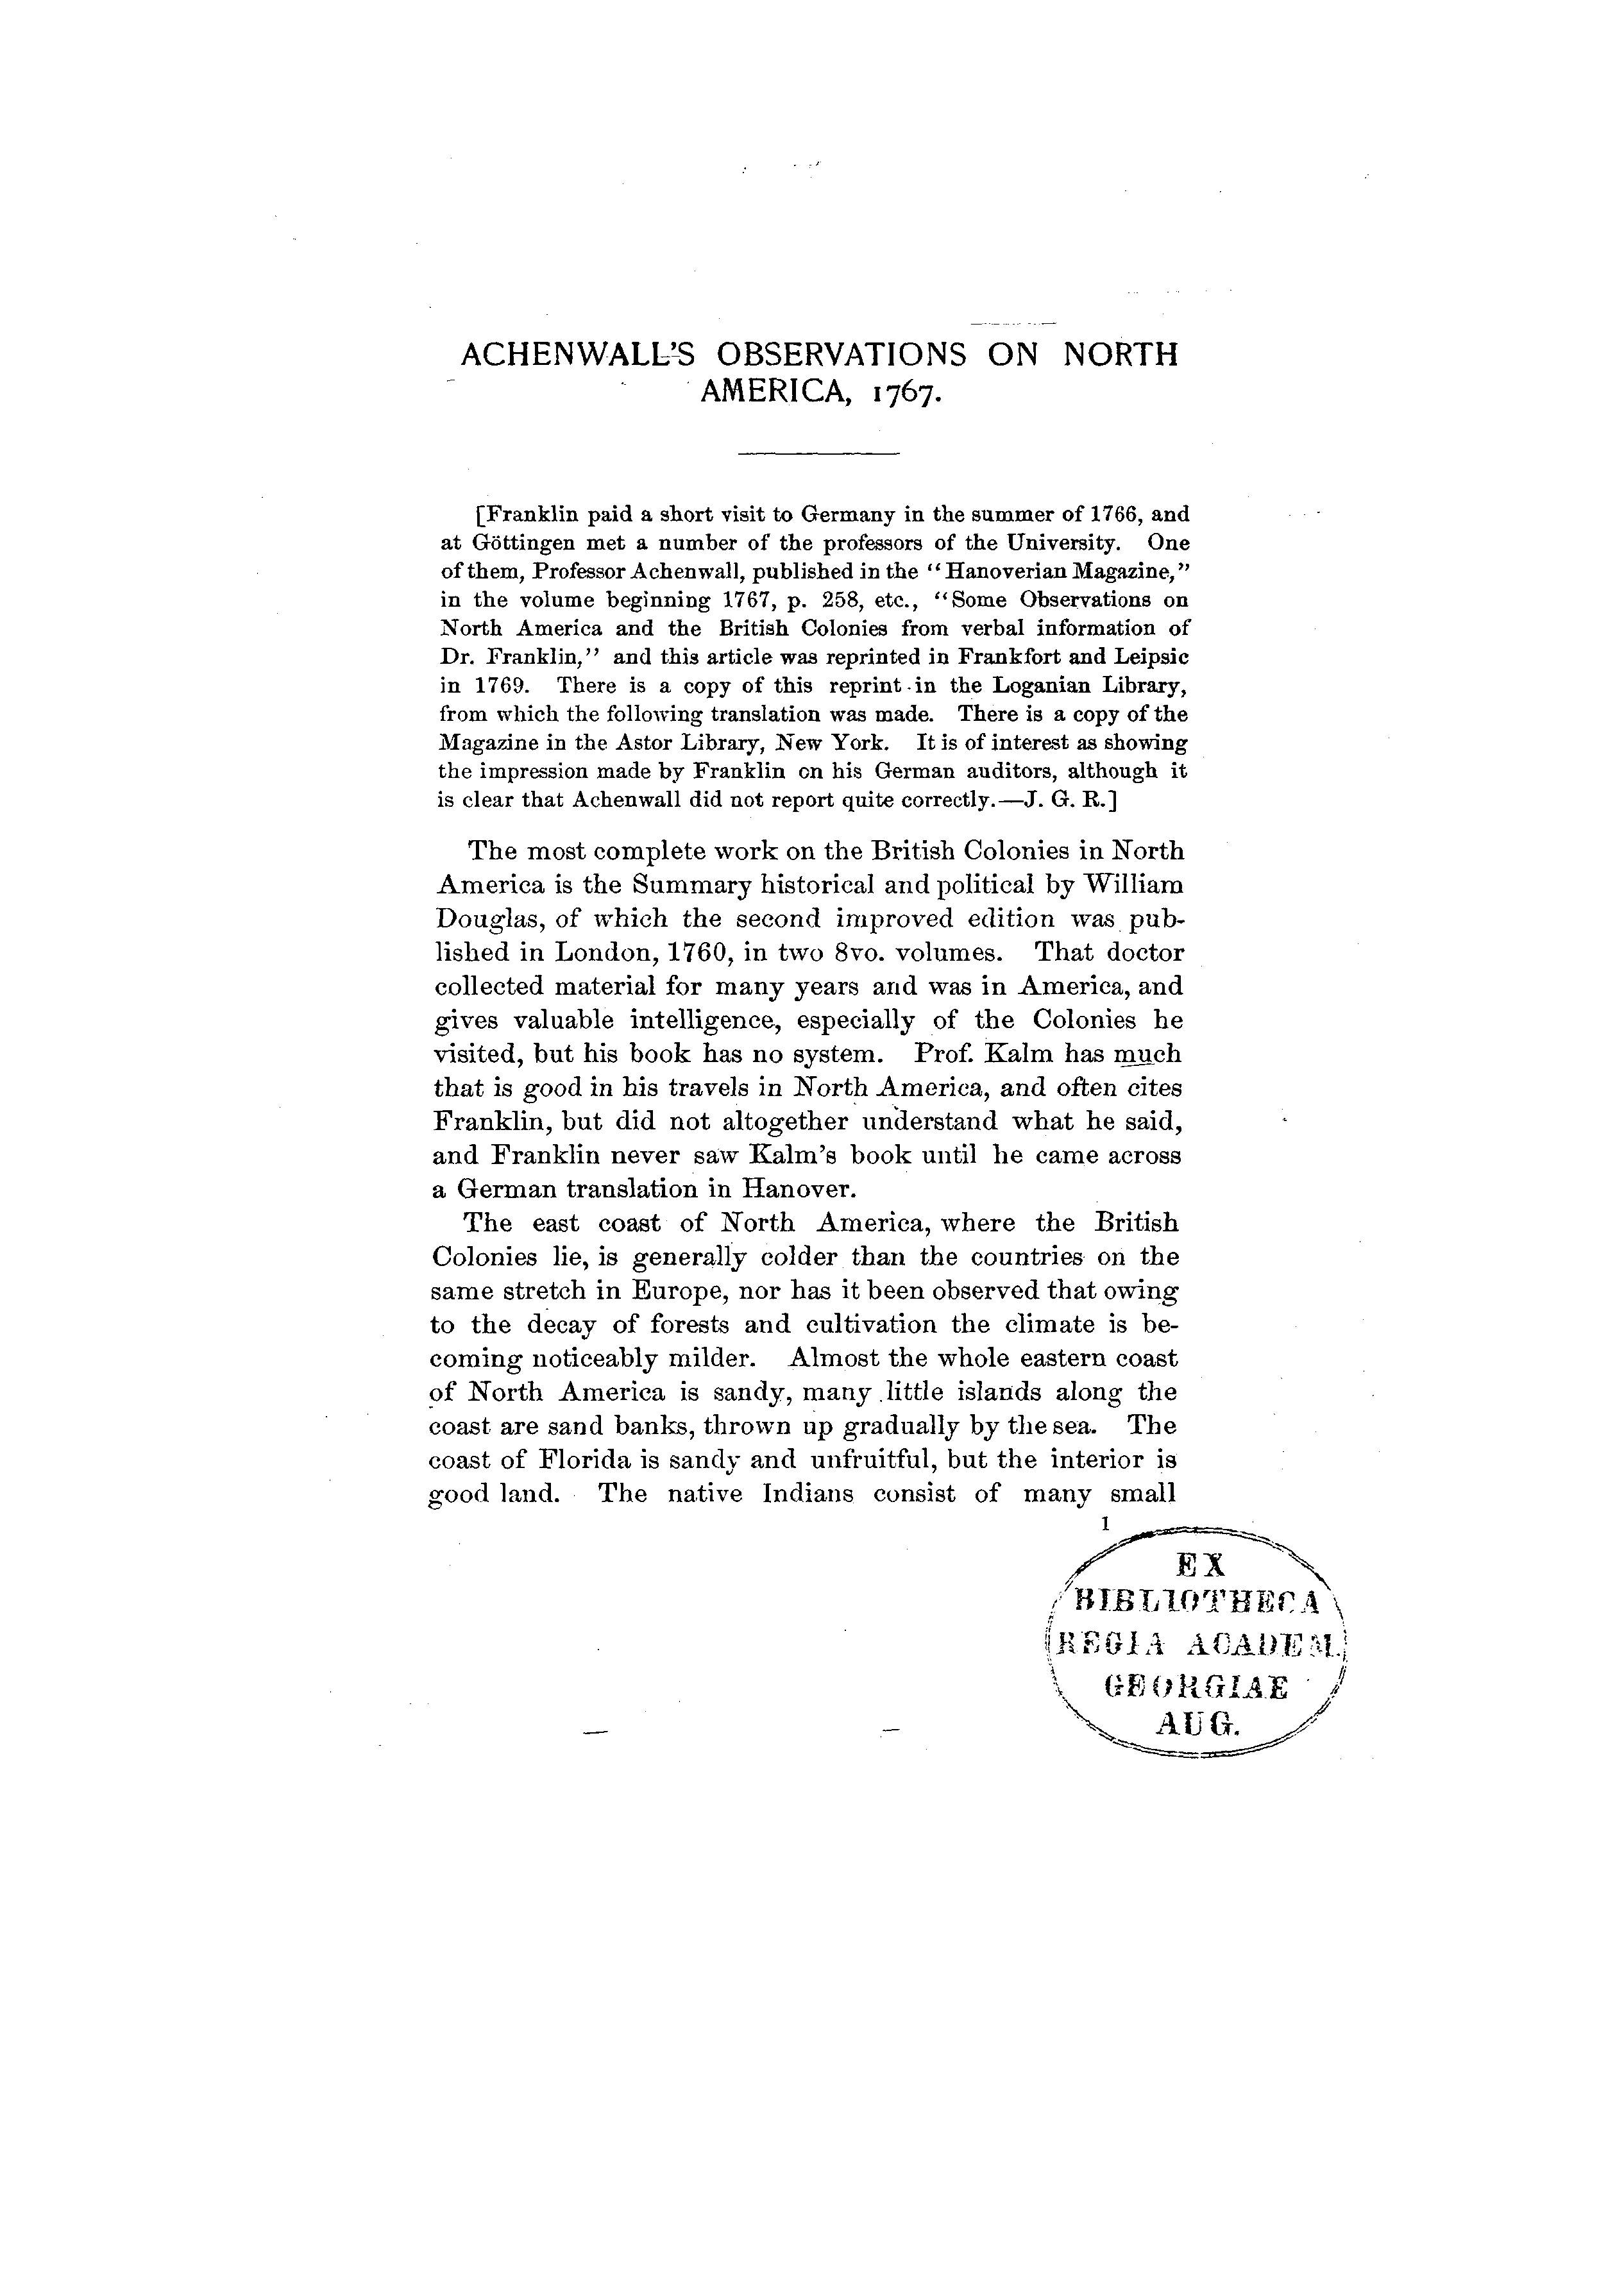 ACHENWALL'S OBSERVATIONS ON NORTH
AMERICA, 1767.
[Franklin paid a short visit to Germany in the summer of 1766, and
at Göttingen met a number of the professors of the University. One
of them, Professor Achenwall, published in the "Hanoverian Magazine,"
in the volume beginning 1767, p. 258, etc., "Some Observations on
North America and the British Colonies from verbal information of
Dr. Franklin," and this article was reprinted in Frankfort and Leipsic
in 1769. There is a copy of this reprint in the Loganian Library,
from which the following translation was made. There is a copy of the
Magazine in the Astor Library, New York. It is of interest as showing
the impression made by Franklin on his German auditors, although it
is clear that Achenwall did not report quite correctly.—J. G. R.]
The most complete work on the British Colonies in North
America is the Summary historical and political by William
Douglas, of which the second improved edition was pub-
lished in London, 1760, in two 8vo. volumes. That doctor
collected material for many years and was in America, and
gives valuable intelligence, especially of the Colonies he
visited, but his book has no system. Prof. Kalm has much
that is good in his travels in North America, and often cites
Franklin, but did not altogether understand what he said,
and Franklin never saw Kalm's book until he came across
a German translation in Hanover.
The east coast of North America, where the British
Colonies lie, is generally colder than the countries on the
same stretch in Europe, nor has it been observed that owing
to the decay of forests and cultivation the climate is be-
coming noticeably milder. Almost the whole eastern coast
of North America is sandy, many little islands along the
coast are sand banks, thrown up gradually by the sea. The
coast of Florida is sandy and unfruitful, but the interior is
good land. The native Indians consist of many small
1
EX
BIBLIOTHECA
REGIA ACADEM.
GEORGIAE
AUG.